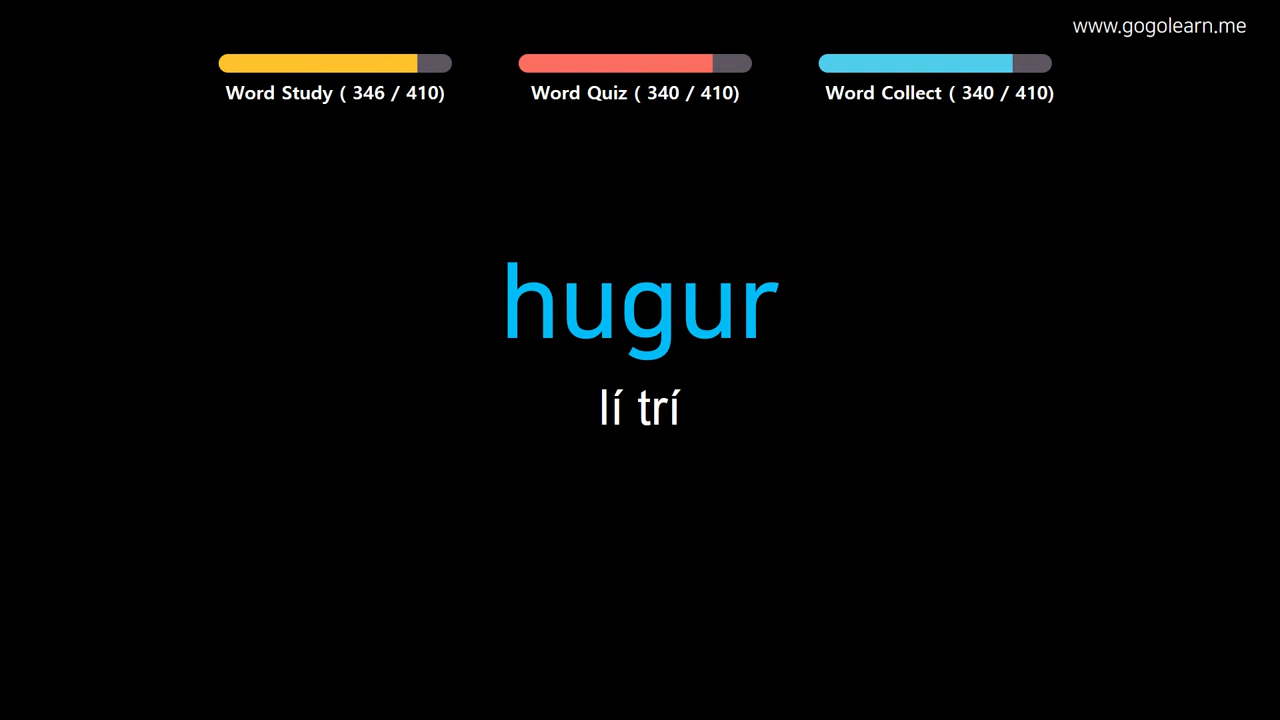 www.gogolearn.me
Word Study ( 346 / 410)
Word Quiz ( 340 / 410)
Word Collect ( 340 / 410)
hugur
lí trí